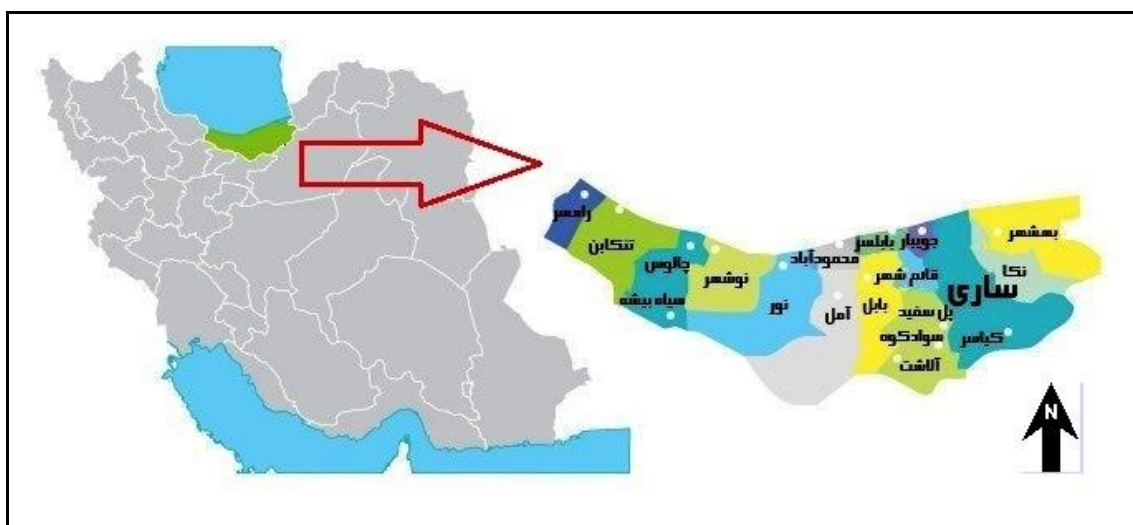 رامسر
تنکابن
چالوس
سیاه بیشه
نوشهر
نور
محمودآباد
آمل
بابلسر
بابل
جویبار
قائم شهر
ساری
پل سفید
سوادکوه
آلاشت
کیاسر
نکا
بهشهر
N